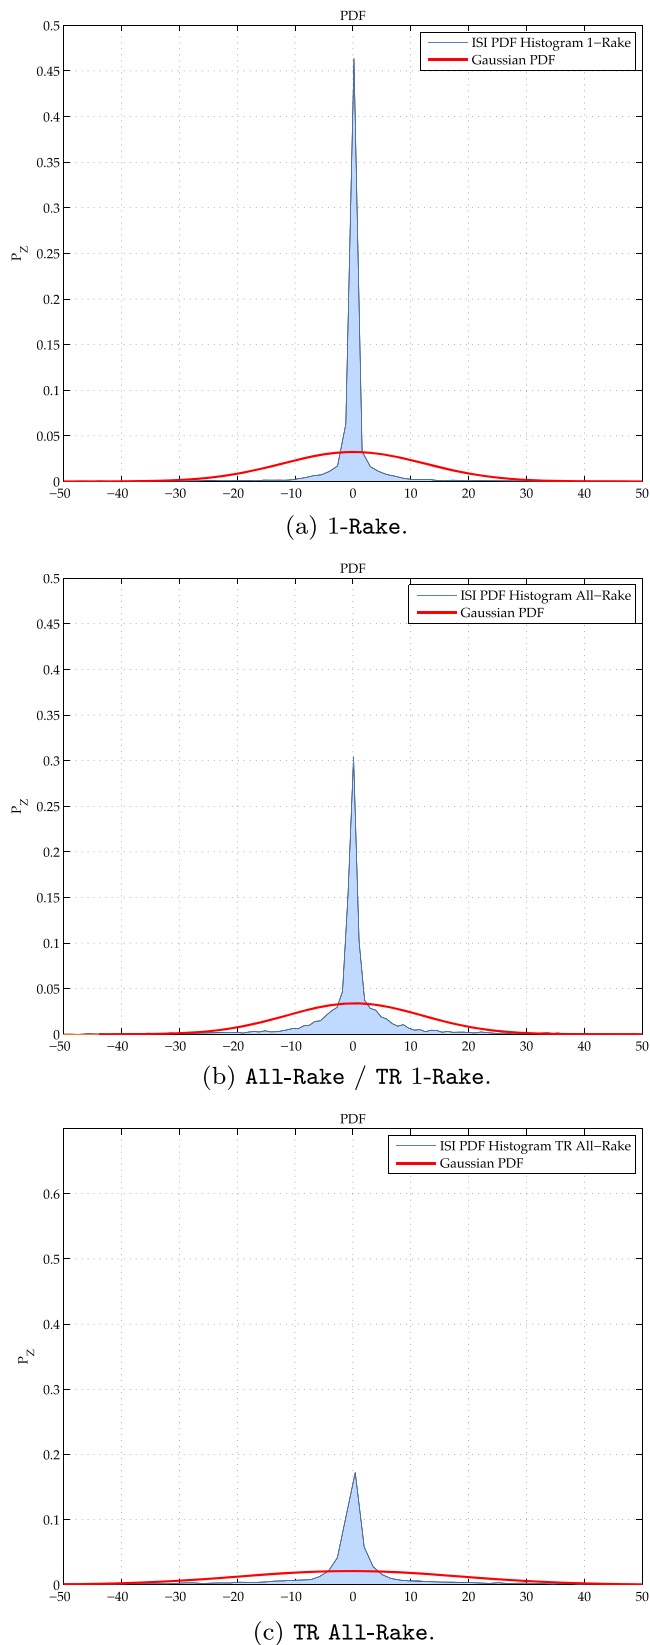 PDF
ISI PDF Histogram 1−Rake
Gaussian PDF
0.5
0.45
0.4
0.35
0.3
0.25
0.2
0.15
0.1
0.05
0
P_Z
−50 −40 −30 −20 −10 0 10 20 30 40 50
(a) 1-Rake.
PDF
ISI PDF Histogram All−Rake
Gaussian PDF
0.5
0.45
0.4
0.35
0.3
0.25
0.2
0.15
0.1
0.05
0
P_Z
−50 −40 −30 −20 −10 0 10 20 30 40 50
(b) All-Rake / TR 1-Rake.
PDF
ISI PDF Histogram TR All−Rake
Gaussian PDF
0.6
0.5
0.4
0.3
0.2
0.1
0
P_Z
−50 −40 −30 −20 −10 0 10 20 30 40 50
(c) TR All-Rake.